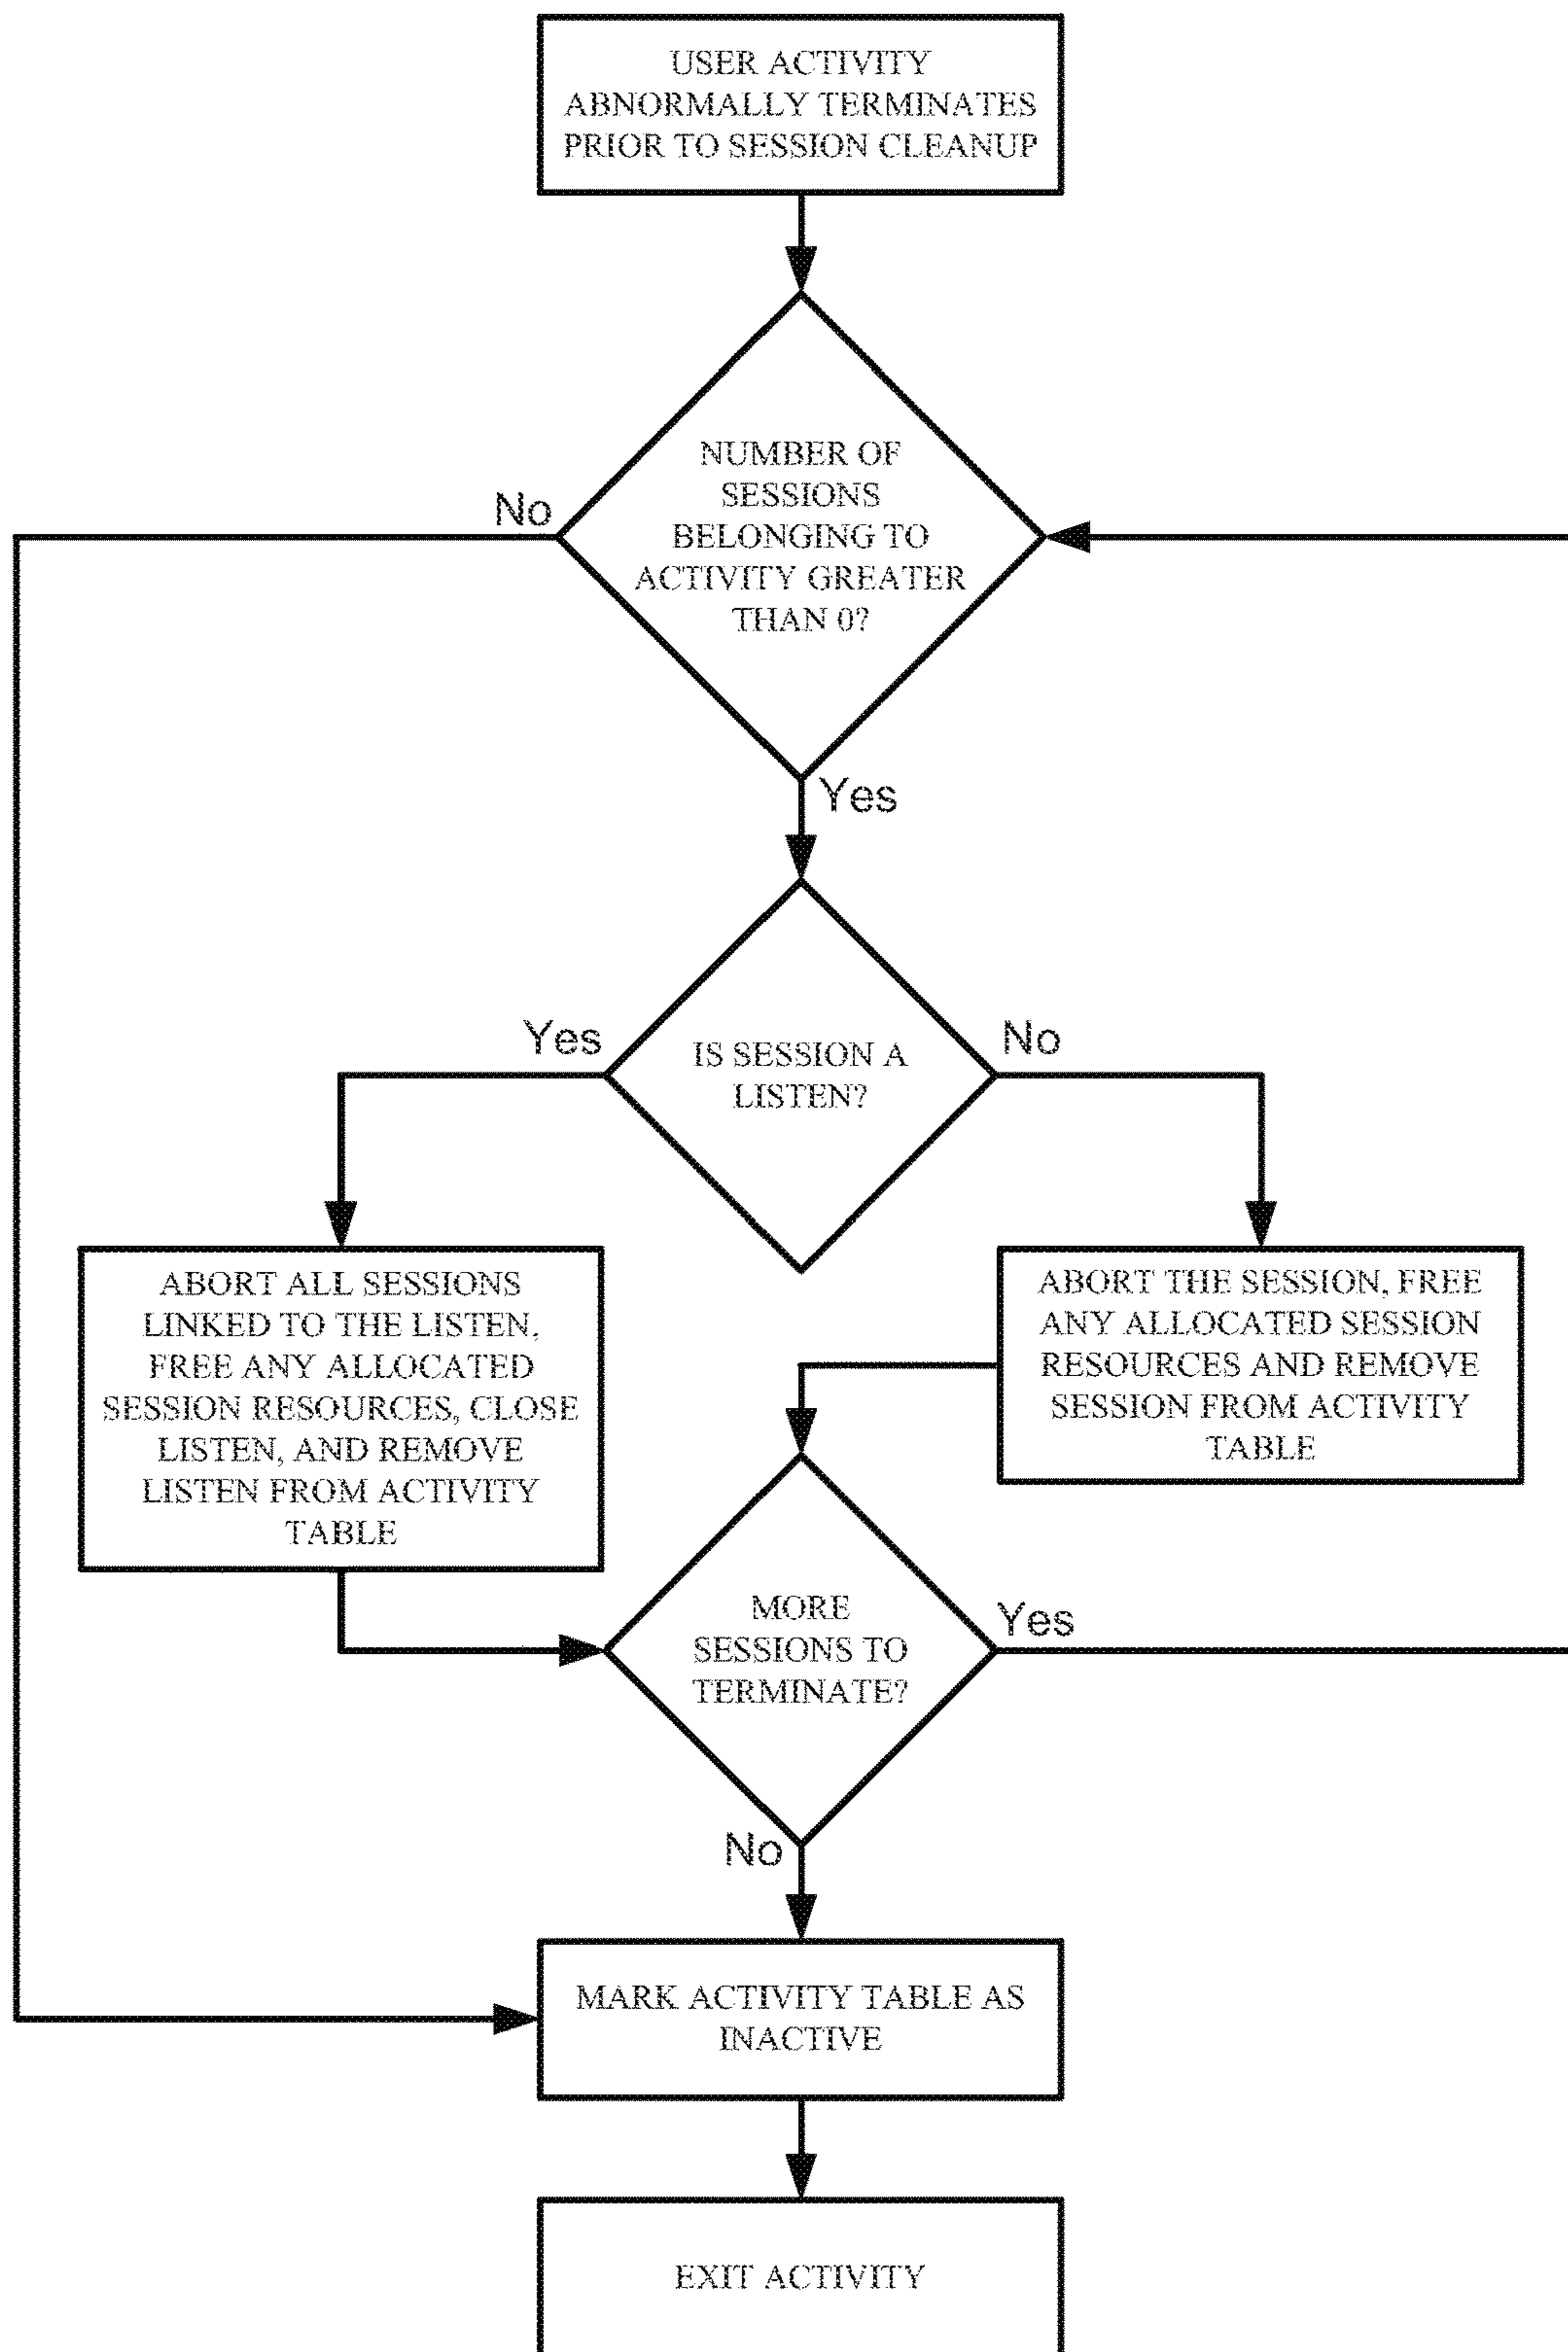 USER ACTIVITY
ABNORMALLY TERMINATES
PRIOR TO SESSION CLEANUP
NUMBER OF
SESSIONS
BELONGING TO
ACTIVITY GREATER
THAN 0?
No
Yes
IS SESSION A
LISTEN?
Yes
No
ABORT ALL SESSIONS
LINKED TO THE LISTEN,
FREE ANY ALLOCATED
SESSION RESOURCES, CLOSE
LISTEN, AND REMOVE
LISTEN FROM ACTIVITY
TABLE
ABORT THE SESSION, FREE
ANY ALLOCATED SESSION
RESOURCES AND REMOVE
SESSION FROM ACTIVITY
TABLE
MORE
SESSIONS TO
TERMINATE?
Yes
No
MARK ACTIVITY TABLE AS
INACTIVE
EXIT ACTIVITY